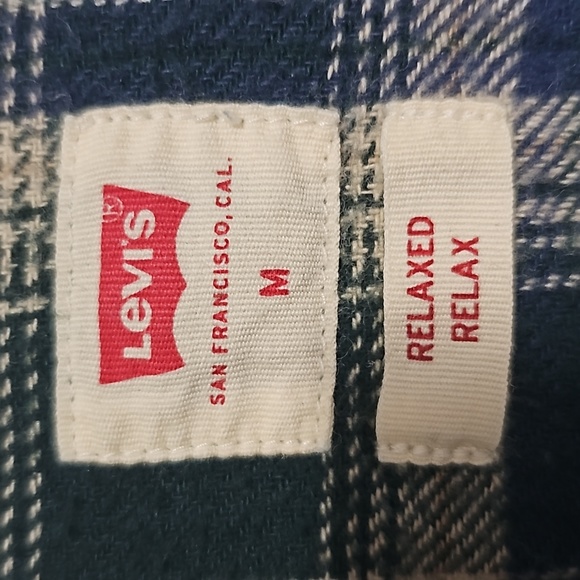 Levi's ®
SAN FRANCISCO, CAL.
M
RELAXED
RELAX